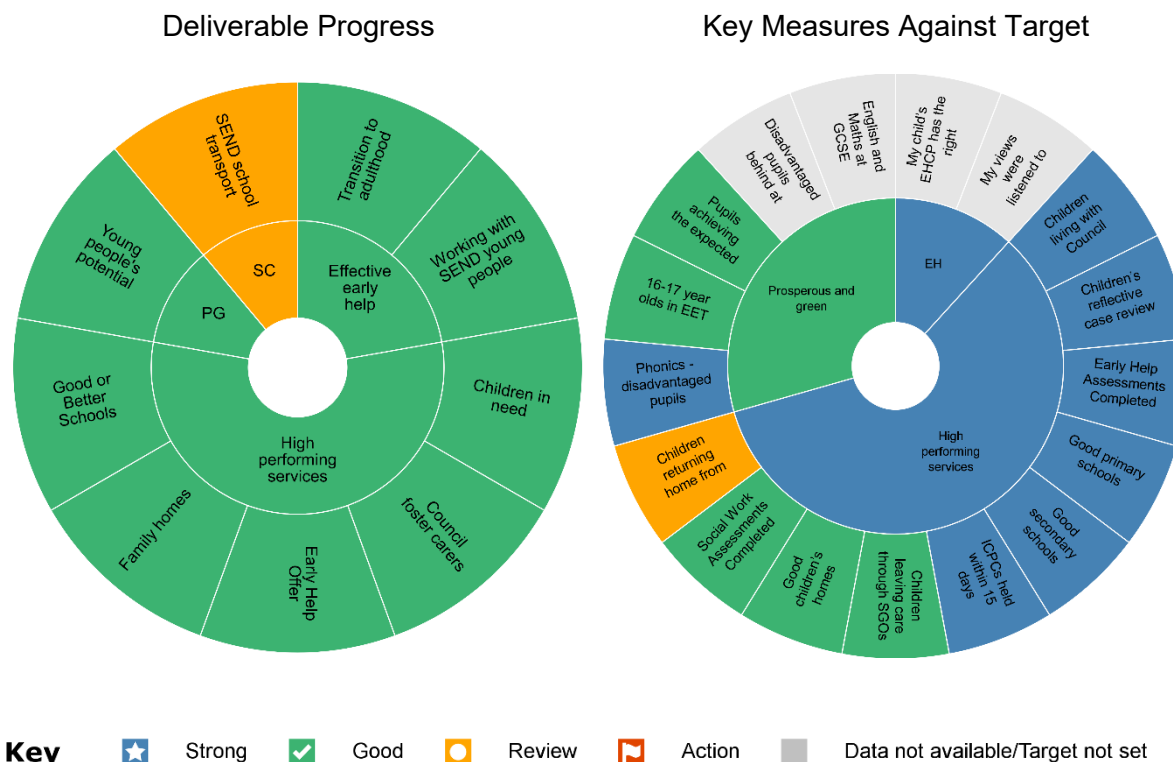 Deliverable Progress
Key Measures Against Target
SEND school
transport
Transition to
adulthood
Working with
SEND young
people
Children in
need
Council
foster carers
Early Help
Offer
Family homes
Good or
Better
Schools
Young
people's
potential
SC
Effective
early
help
PG
High
performing
services
Disadvantaged
pupils
behind at
English and
Maths at
GCSE
My child's
EHCP has the
right
My views
were
listened to
Children
living with
Council
Children's
reflective
case review
Early Help
Assessments
Completed
Good primary
schools
Good
secondary
schools
ICPCs held
within 15
days
Children
leaving care
through SGOs
Good
children's
homes
Social Work
Assessments
Completed
Children
returning
home from
Phonics -
disadvantaged
pupils
16-17 year
olds in EET
Pupils
achieving
the expected
EH
Prosperous and
green
High
performing
services
Key
Strong
Good
Review
Action
Data not available/Target not set